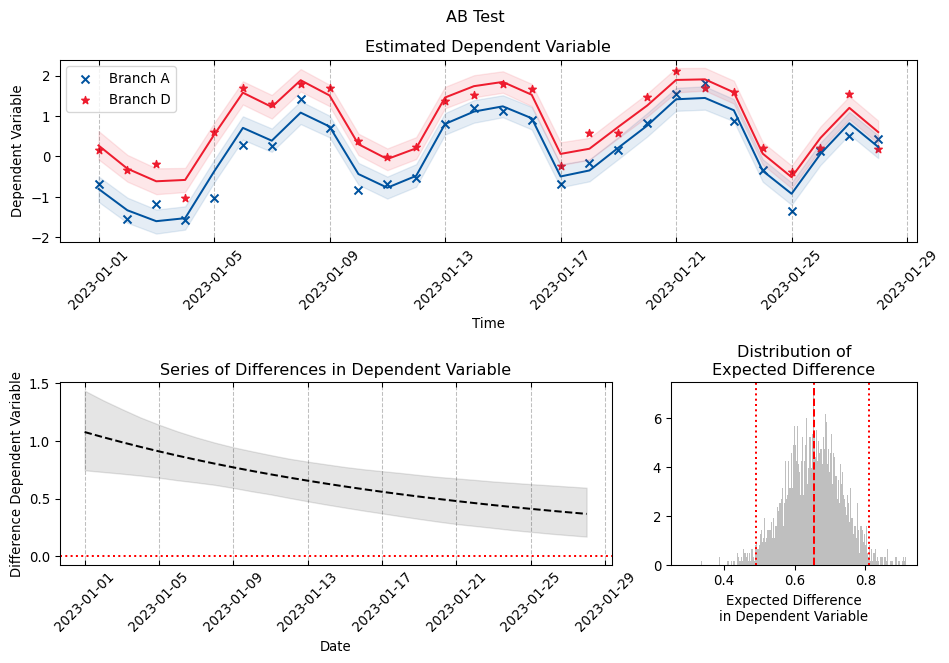 AB Test
Estimated Dependent Variable
Dependent Variable
2
1
0
−1
−2
Branch A
Branch D
2023-01-01
2023-01-05
2023-01-09
2023-01-13
2023-01-17
2023-01-21
2023-01-25
2023-01-29
Time
Series of Differences in Dependent Variable
Difference Dependent Variable
1.5
1.0
0.5
0.0
2023-01-01
2023-01-05
2023-01-09
2023-01-13
2023-01-17
2023-01-21
2023-01-25
2023-01-29
Date
Distribution of
Expected Difference
6
4
2
0
0.4
0.6
0.8
Expected Difference
in Dependent Variable